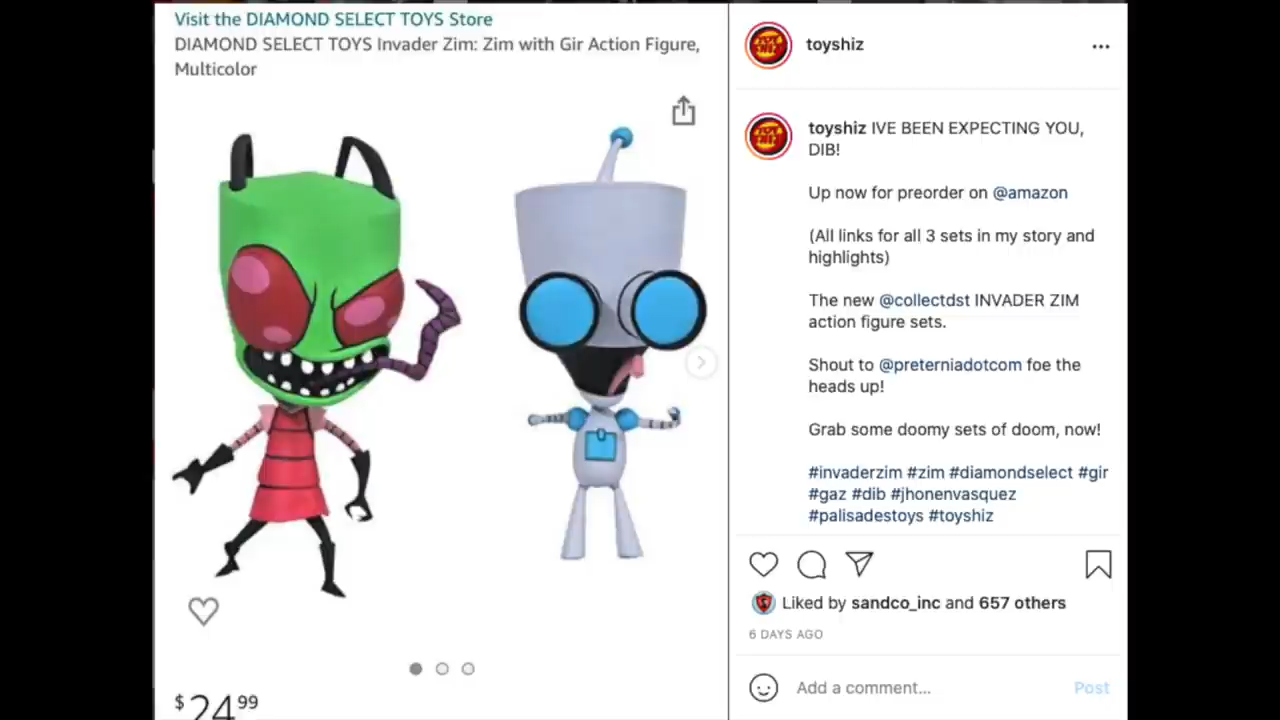 Visit the DIAMOND SELECT TOYS Store
DIAMOND SELECT TOYS Invader Zim: Zim with Gir Action Figure,
Multicolor
$24.99
toyshiz
toyshiz IVE BEEN EXPECTING YOU,
DIB!
Up now for preorder on @amazon
(All links for all 3 sets in my story and
highlights)
The new @collectdst INVADER ZIM
action figure sets.
Shout to @preterniadotcom foe the
heads up!
Grab some doomy sets of doom, now!
#invaderzim #zim #diamondselect #gir
#gaz #dib #jhonenvasquez
#palisadestoys #toyshiz
Liked by sandco_inc and 657 others
6 DAYS AGO
Add a comment...
Post